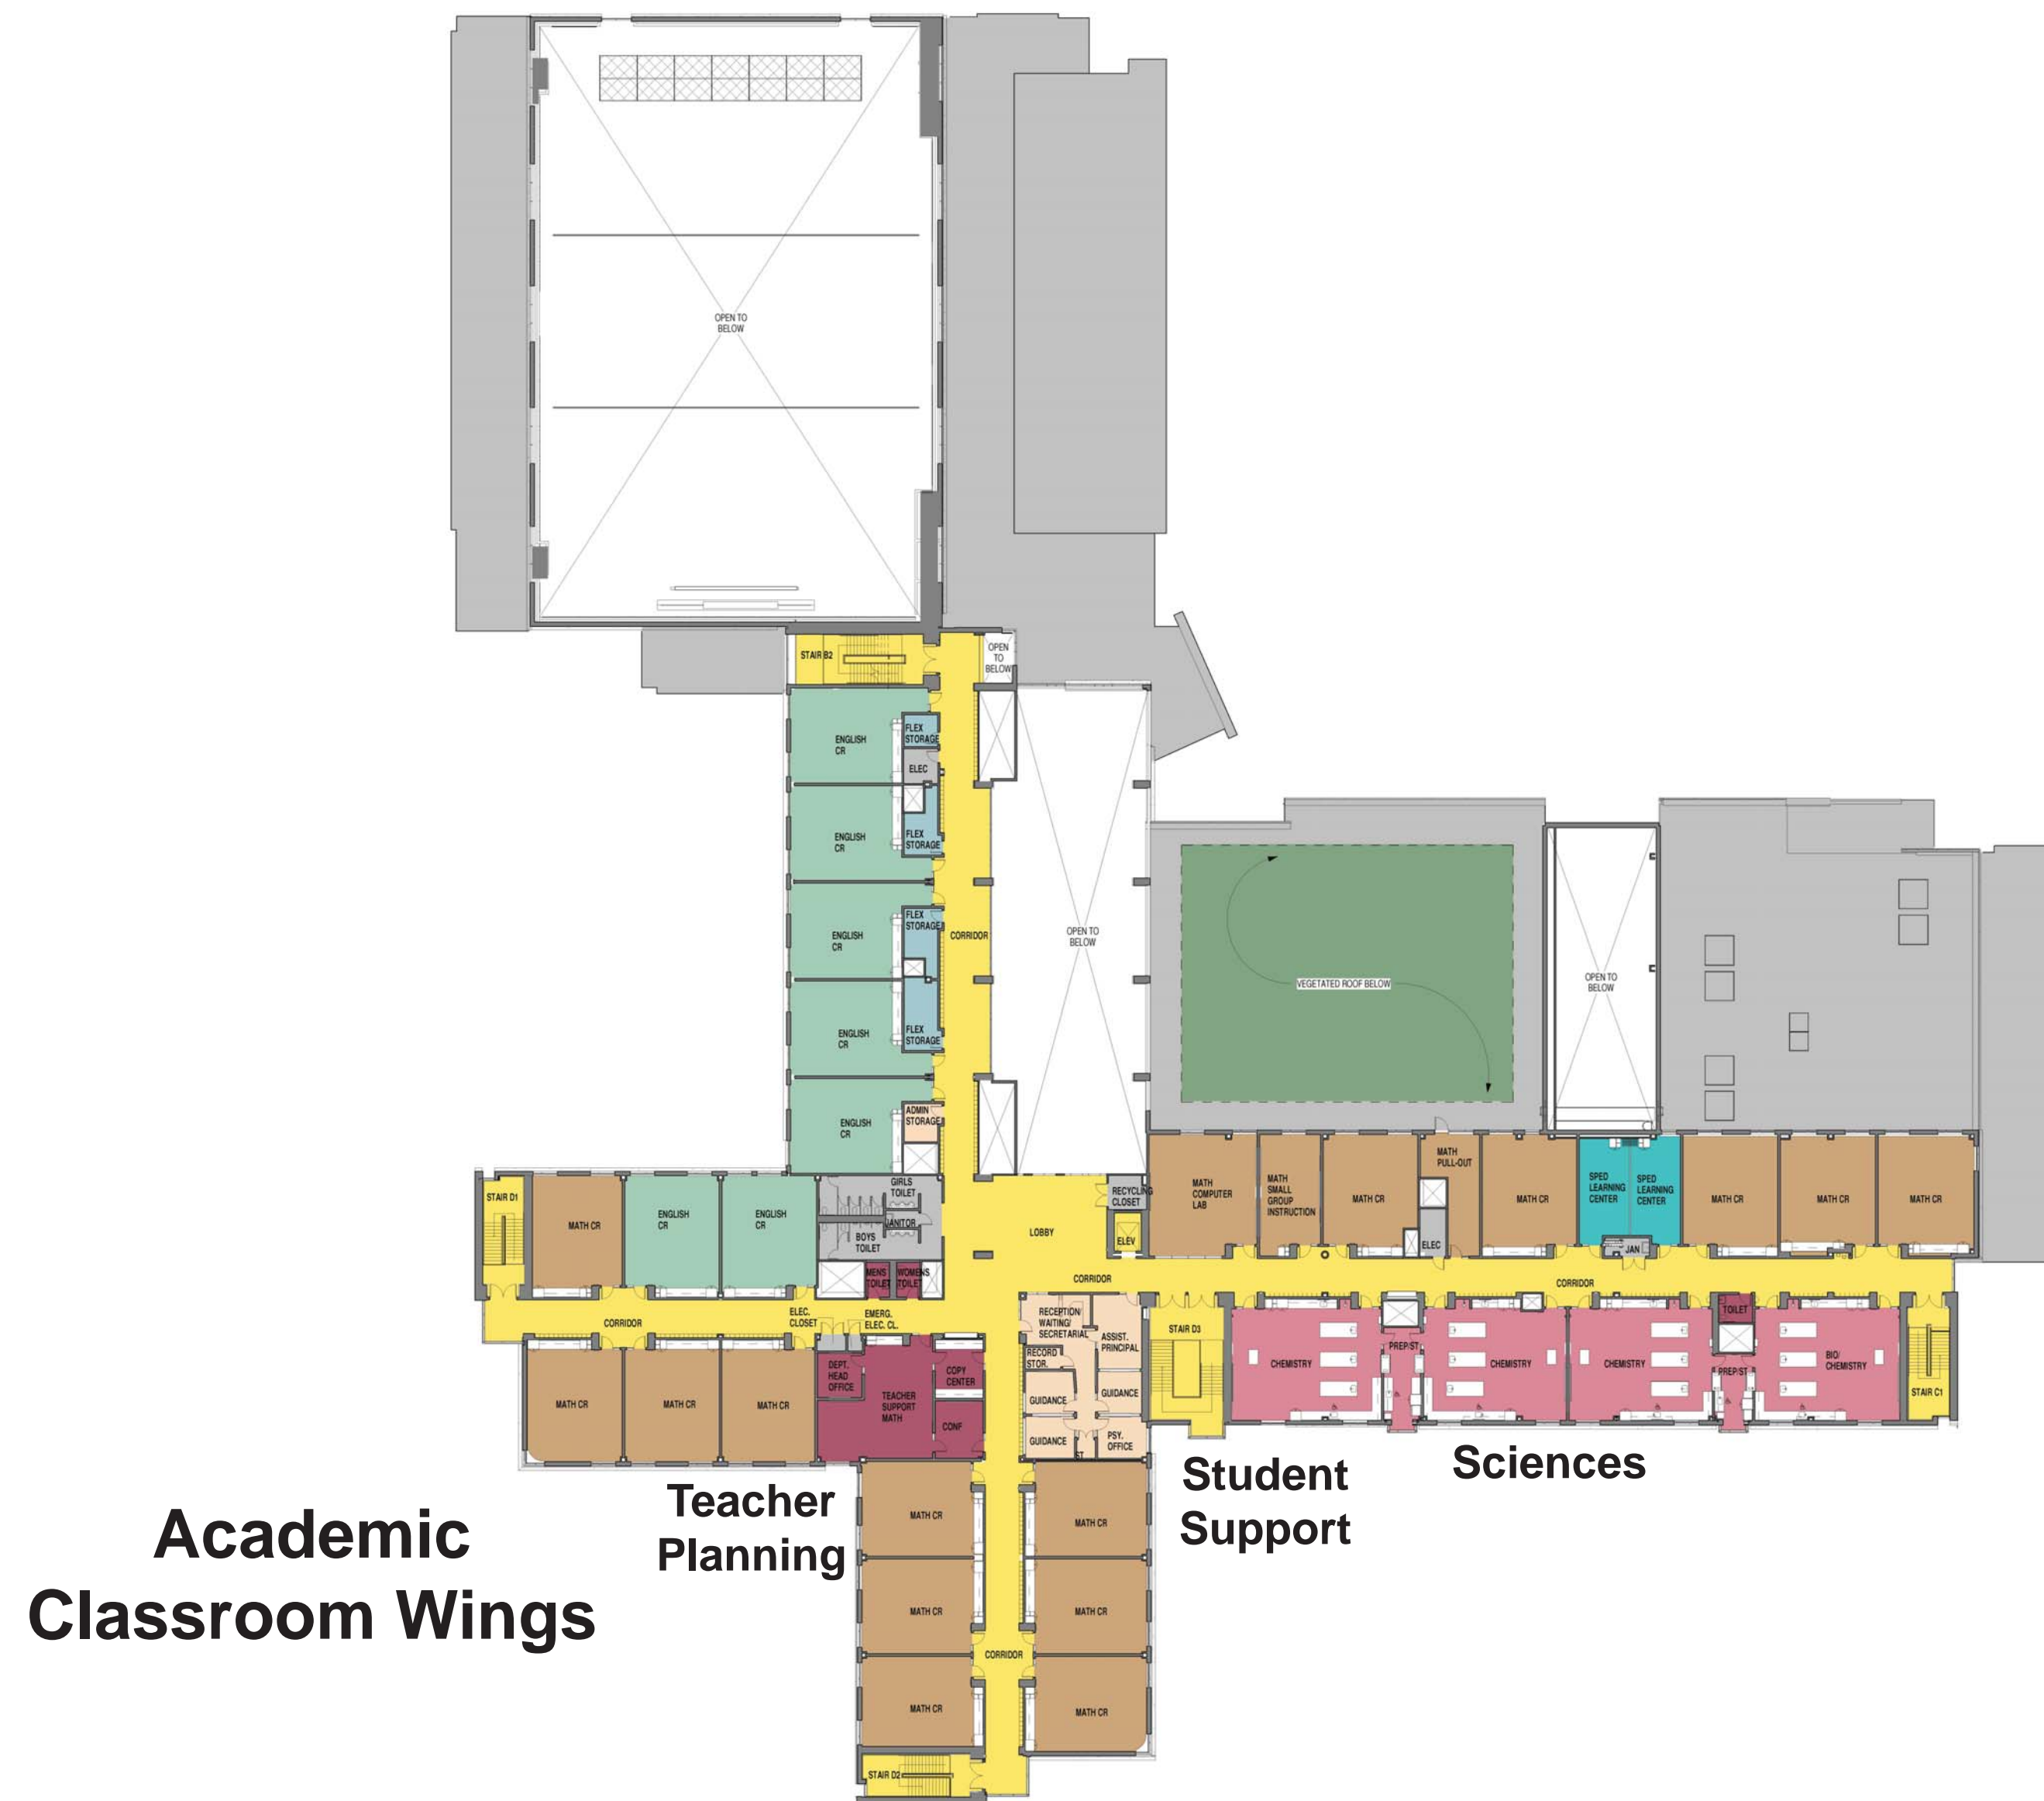 OPEN TO
BELOW
STAIR B2
OPEN
TO
BELOW
ENGLISH
CR
FLEX
STORAGE
ELEC
ENGLISH
CR
FLEX
STORAGE
ENGLISH
CR
FLEX
STORAGE
CORRIDOR
OPEN TO
BELOW
VEGETATED ROOF BELOW
OPEN TO
BELOW
ENGLISH
CR
FLEX
STORAGE
ENGLISH
CR
ADMIN
STORAGE
STAIR D1
MATH CR
ENGLISH
CR
ENGLISH
CR
GIRLS
TOILET
JANITOR
BOYS
TOILET
MENS
TOILET
WOMENS
TOILET
LOBBY
RECYCLING
CLOSET
ELEV
MATH
COMPUTER
LAB
MATH
SMALL
GROUP
INSTRUCTION
MATH CR
MATH
PULL-OUT
ELEC
MATH CR
SPED
LEARNING
CENTER
SPED
LEARNING
CENTER
JAN
MATH CR
MATH CR
MATH CR
CORRIDOR
CORRIDOR
CORRIDOR
ELEC.
CLOSET
EMERG.
ELEC. CL.
RECEPTION/
WAITING/
SECRETARIAL
ASSIST.
PRINCIPAL
RECORD
STOR.
GUIDANCE
GUIDANCE
GUIDANCE
PSY.
OFFICE
ST
STAIR D3
CHEMISTRY
PREP/ST
CHEMISTRY
CHEMISTRY
TOILET
PREP/ST
BIO/
CHEMISTRY
STAIR C1
MATH CR
MATH CR
MATH CR
DEPT.
HEAD
OFFICE
TEACHER
SUPPORT
MATH
COPY
CENTER
CONF
Student
Support
Sciences
Teacher
Planning
Academic
Classroom Wings
MATH CR
MATH CR
MATH CR
MATH CR
CORRIDOR
MATH CR
MATH CR
STAIR D2